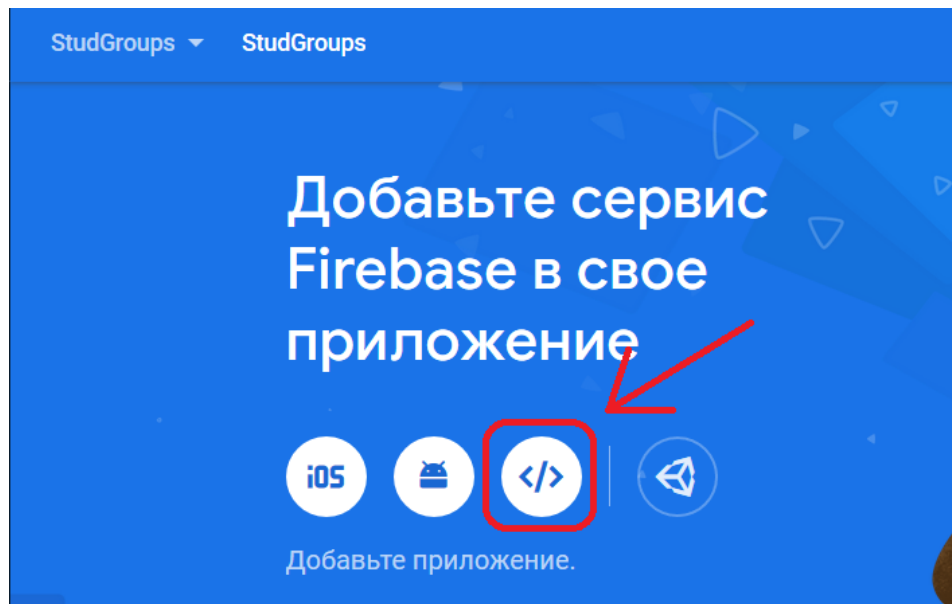 StudGroups StudGroups
Добавьте сервис
Firebase в свое
приложение
iOS </>
Добавьте приложение.